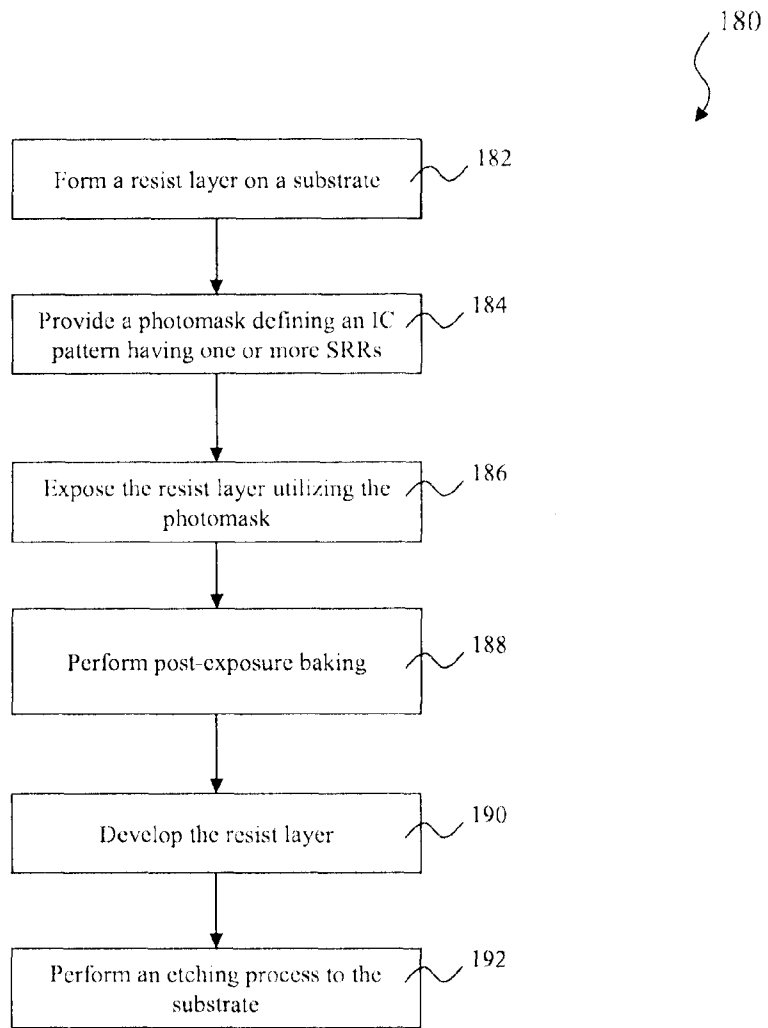 180
Form a resist layer on a substrate
182
Provide a photomask defining an IC
pattern having one or more SRRs
184
Expose the resist layer utilizing the
photomask
186
Perform post-exposure baking
188
Develop the resist layer
190
Perform an etching process to the
substrate
192